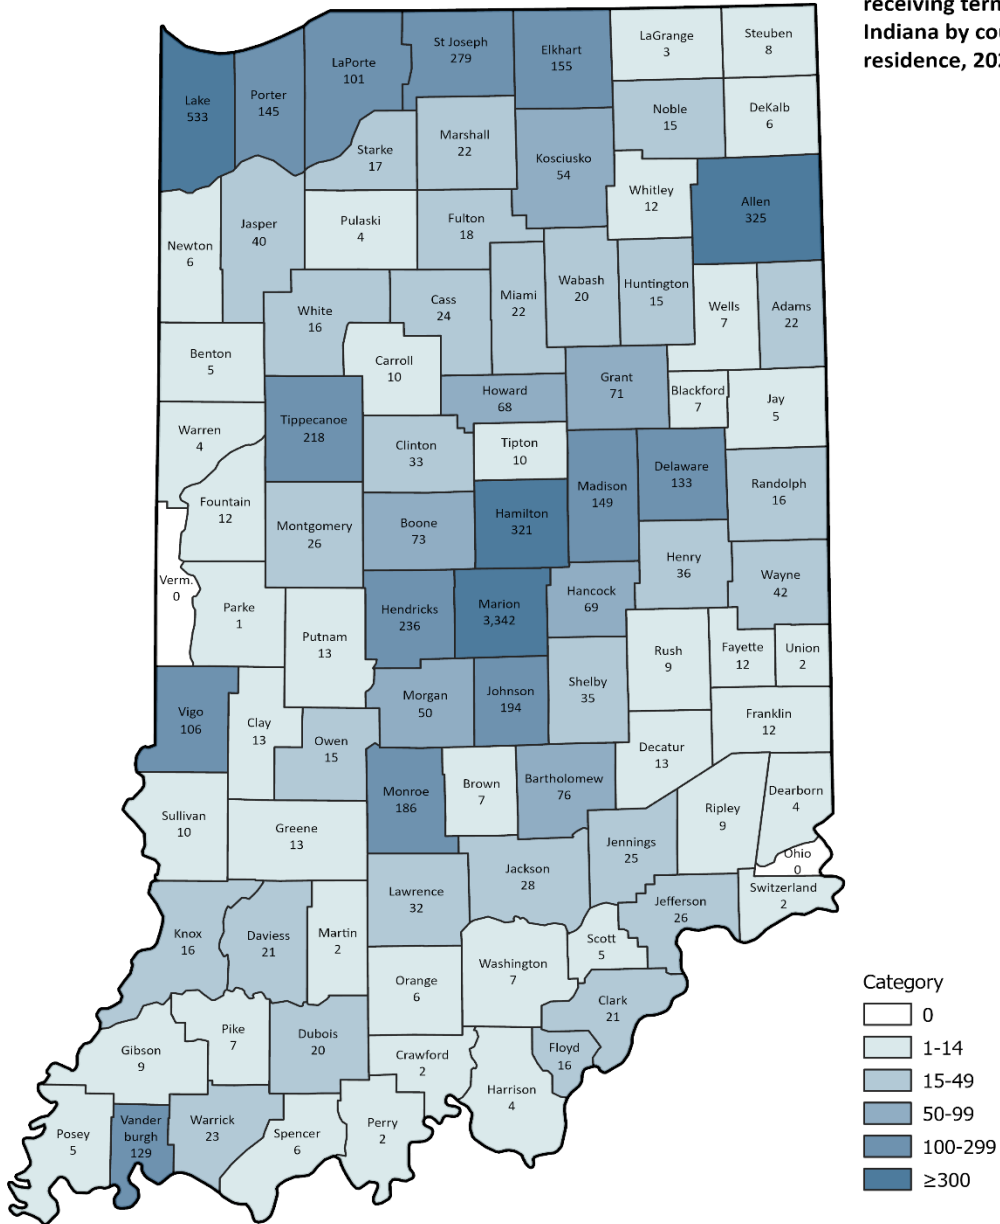 receiving term
Indiana by cou
residence, 202
LaGrange
3
Steuben
8
St Joseph
279
Elkhart
155
LaPorte
101
Lake
533
Porter
145
Noble
15
DeKalb
6
Starke
17
Marshall
22
Kosciusko
54
Whitley
12
Allen
325
Newton
6
Jasper
40
Pulaski
4
Fulton
18
White
16
Cass
24
Miami
22
Wabash
20
Huntington
15
Wells
7
Adams
22
Benton
5
Carroll
10
Howard
68
Grant
71
Blackford
7
Jay
5
Warren
4
Tippecanoe
218
Clinton
33
Tipton
10
Madison
149
Delaware
133
Randolph
16
Fountain
12
Montgomery
26
Boone
73
Hamilton
321
Henry
36
Wayne
42
Verm.
0
Parke
1
Putnam
13
Hendricks
236
Marion
3,342
Hancock
69
Rush
9
Fayette
12
Union
2
Vigo
106
Clay
13
Owen
15
Morgan
50
Johnson
194
Shelby
35
Decatur
13
Franklin
12
Sullivan
10
Greene
13
Monroe
186
Brown
7
Bartholomew
76
Jennings
25
Ripley
9
Dearborn
4
Ohio
0
Switzerland
2
Knox
16
Daviess
21
Martin
2
Lawrence
32
Jackson
28
Jefferson
26
Scott
5
Orange
6
Washington
7
Clark
21
Gibson
9
Pike
7
Dubois
20
Crawford
2
Floyd
16
Harrison
4
Posey
5
Vander
burgh
129
Warrick
23
Spencer
6
Perry
2
Category
0
1-14
15-49
50-99
100-299
≥300